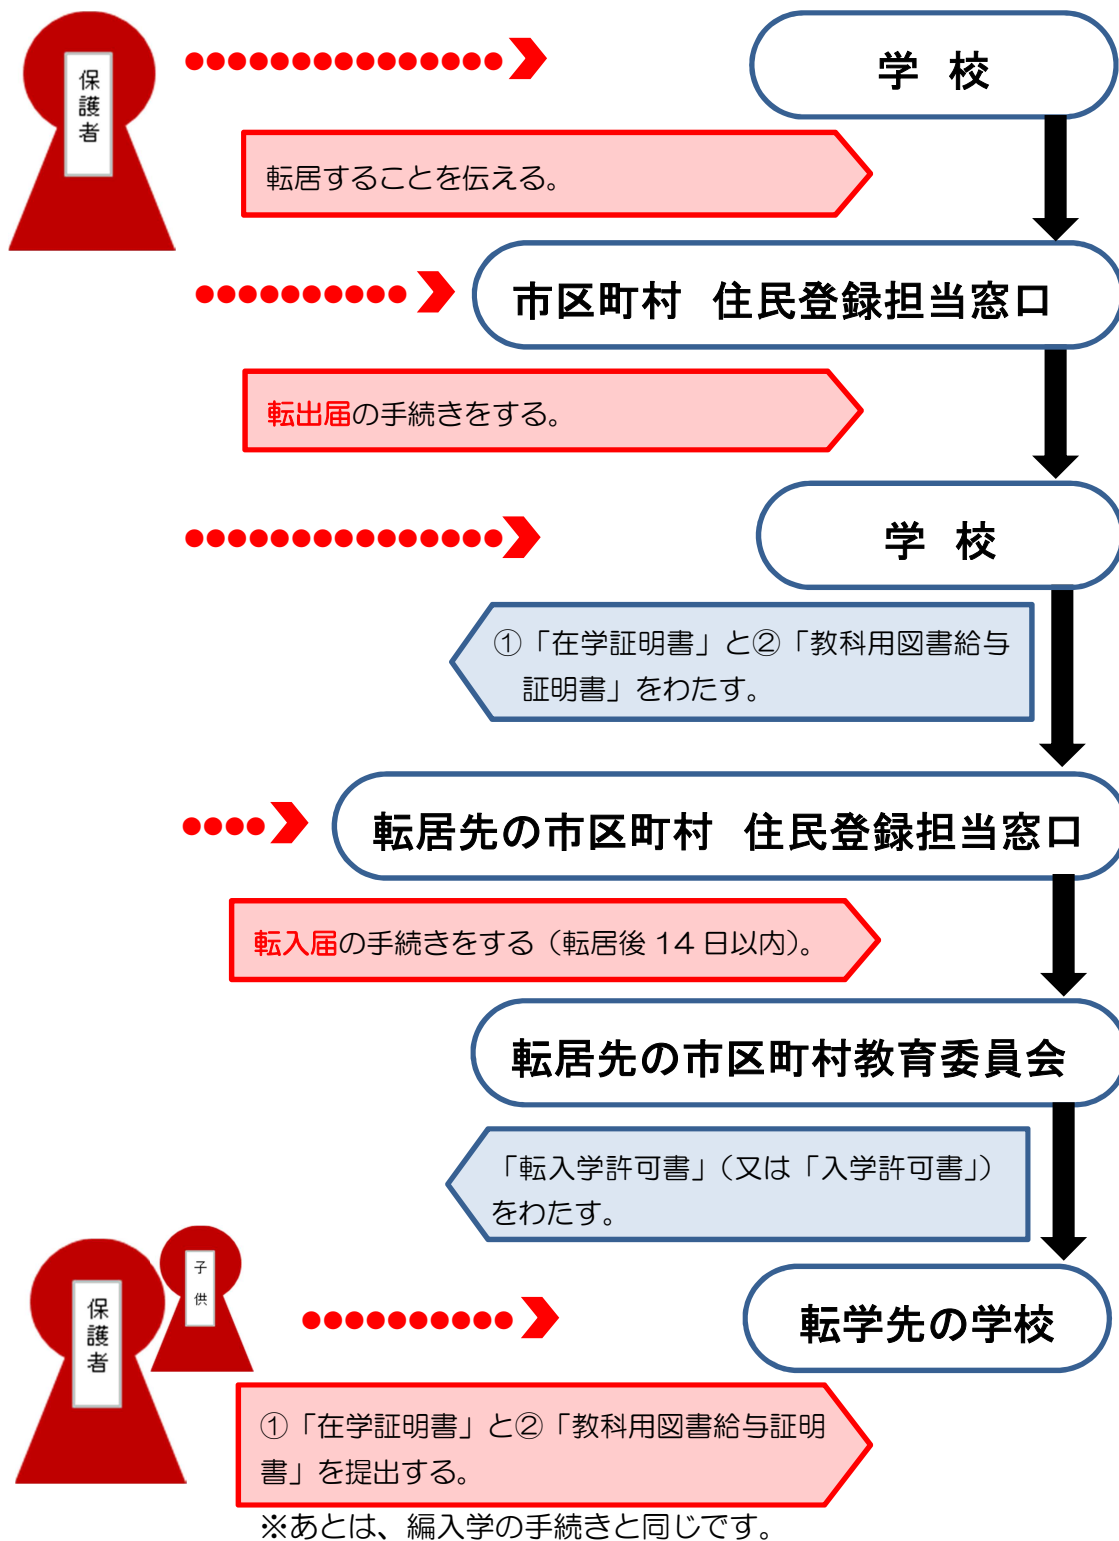 保護者
学 校
転居することを伝える。
市区町村 住民登録担当窓口
転出届の手続きをする。
学 校
①「在学証明書」と②「教科用図書給与
証明書」をわたす。
転居先の市区町村 住民登録担当窓口
転入届の手続きをする（転居後 14 日以内）。
転居先の市区町村教育委員会
「転入学許可書」（又は「入学許可書」）
をわたす。
子供
保護者
転学先の学校
①「在学証明書」と②「教科用図書給与証明
書」を提出する。
※あとは、編入学の手続きと同じです。